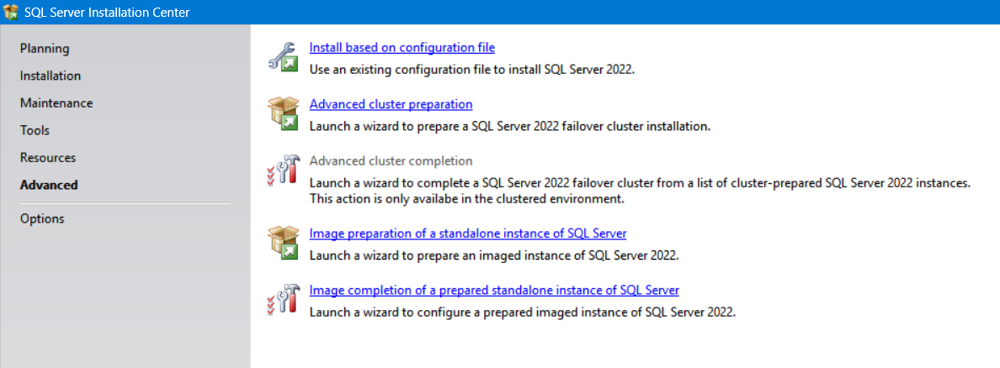 SQL Server Installation Center
Planning
Installation
Maintenance
Tools
Resources
Advanced
Options
Install based on configuration file
Use an existing configuration file to install SQL Server 2022.
Advanced cluster preparation
Launch a wizard to prepare a SQL Server 2022 failover cluster installation.
Advanced cluster completion
Launch a wizard to complete a SQL Server 2022 failover cluster from a list of cluster-prepared SQL Server 2022 instances.
This action is only availabe in the clustered environment.
Image preparation of a standalone instance of SQL Server
Launch a wizard to prepare an imaged instance of SQL Server 2022.
Image completion of a prepared standalone instance of SQL Server
Launch a wizard to configure a prepared imaged instance of SQL Server 2022.